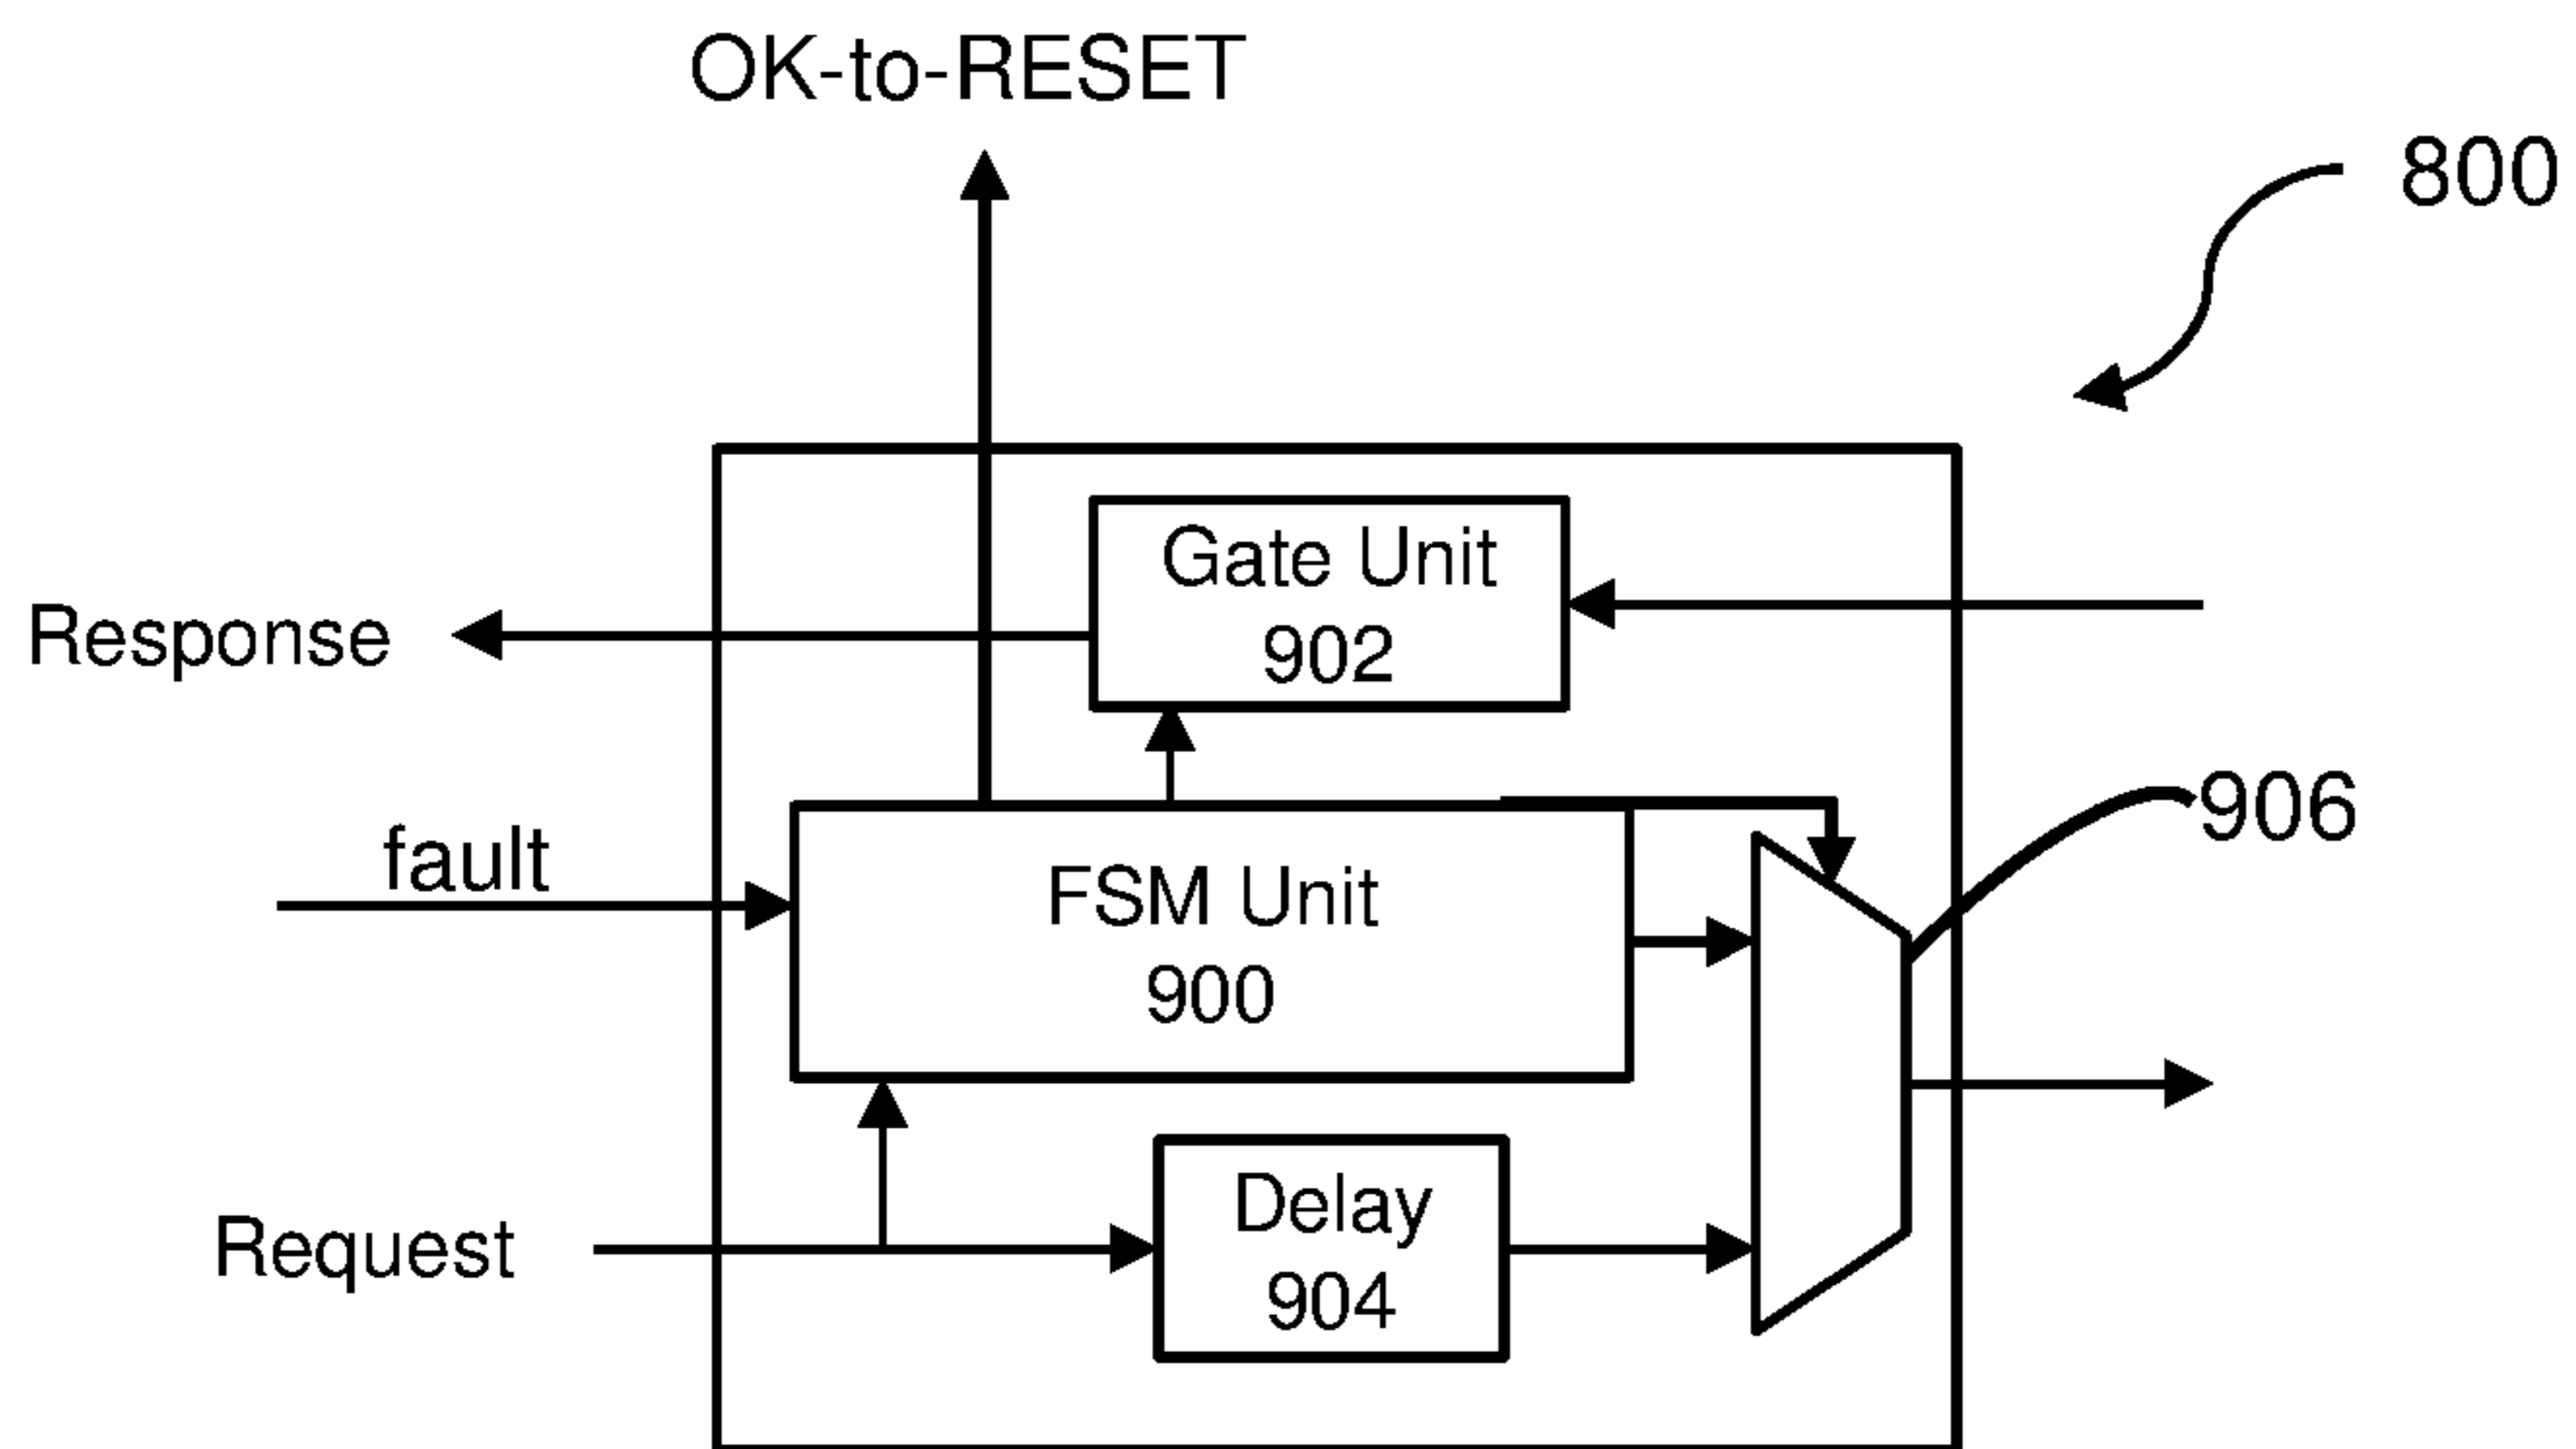 OK-to-RESET
800
Gate Unit
902
Response
906
fault
FSM Unit
900
Delay
904
Request